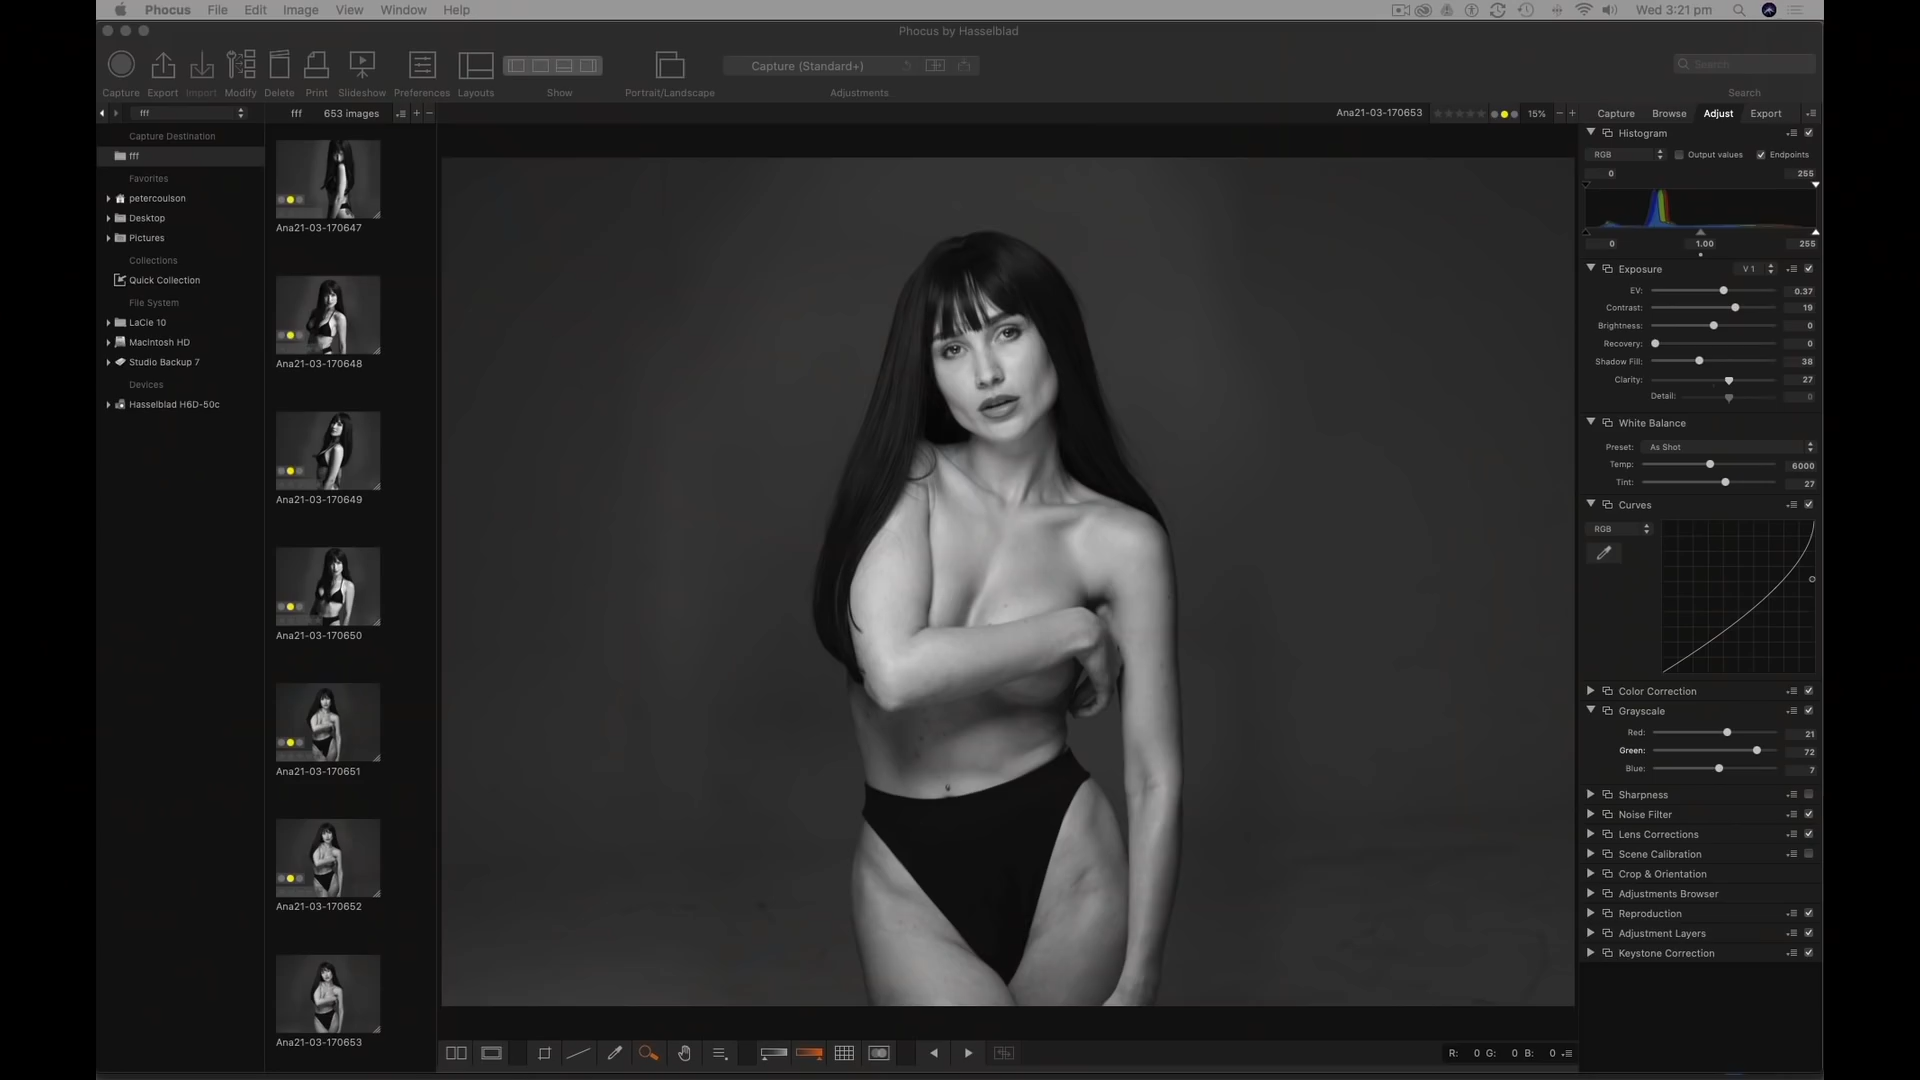 Phocus File Edit Image View Window Help
Wed 3:21 pm
Phocus by Hasselblad
Capture Export Import Modify Delete Print Slideshow Preferences Layouts Show Portrait/Landscape Adjustments Search
Capture (Standard+)
Search
fff
fff 653 images
Ana21-03-170653
15%
Capture Browse Adjust Export
Capture Destination
fff
Favorites
petercoulson
Desktop
Pictures
Collections
Quick Collection
File System
LaCie 10
Macintosh HD
Studio Backup 7
Devices
Hasselblad H6D-50c
Ana21-03-170647
Ana21-03-170648
Ana21-03-170649
Ana21-03-170650
Ana21-03-170651
Ana21-03-170652
Ana21-03-170653
Histogram
RGB Output values Endpoints
0 255
0 1.00 255
Exposure V 1
EV: 0.37
Contrast: 19
Brightness: 0
Recovery: 0
Shadow Fill: 38
Clarity: 27
Detail: 0
White Balance
Preset: As Shot
Temp: 6000
Tint: 27
Curves
RGB
Color Correction
Grayscale
Red: 21
Green: 72
Blue: 7
Sharpness
Noise Filter
Lens Corrections
Scene Calibration
Crop & Orientation
Adjustments Browser
Reproduction
Adjustment Layers
Keystone Correction
R: 0 G: 0 B: 0